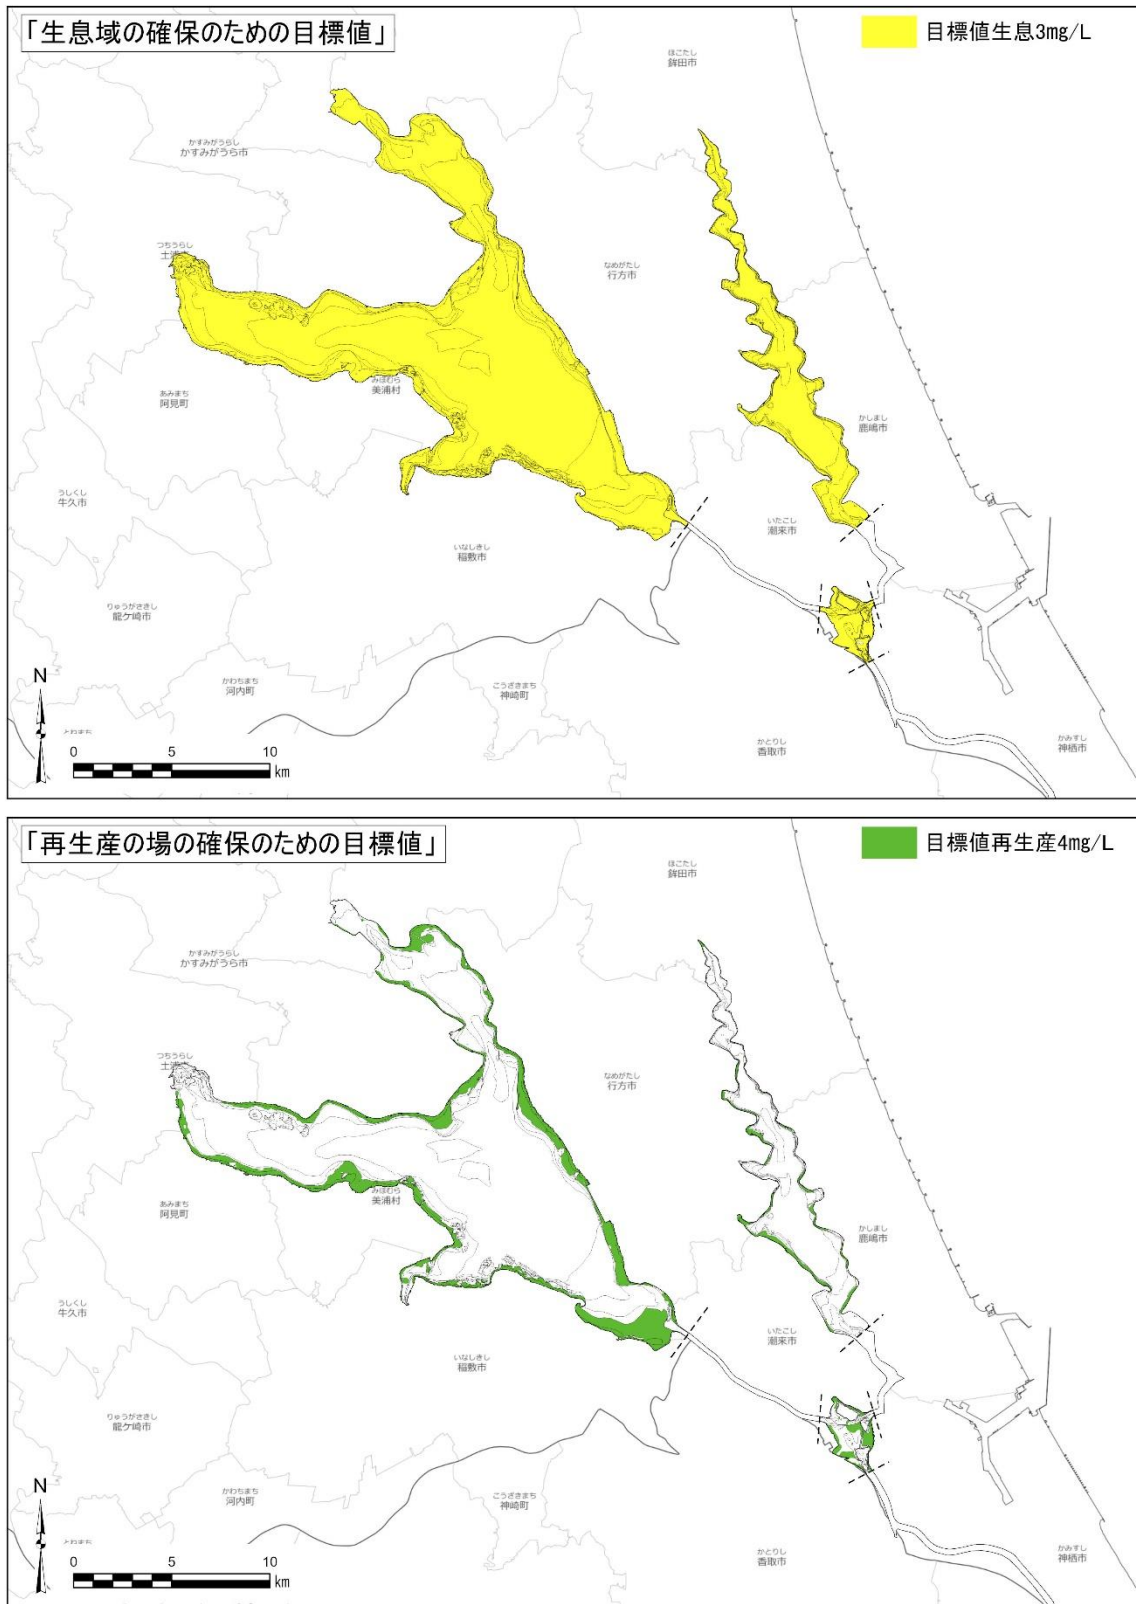 「生息域の確保のための目標値」
目標値生息3mg/L
ほこたし
鉾田市
かすみがうらし
かすみがうら市
つちうらし
なめがたし
行方市
あみまち
阿見町
みほむら
美浦村
かしまし
鹿嶋市
うしくし
牛久市
いたこし
潮来市
いなしきし
稲敷市
りゅうがさきし
龍ケ崎市
かわちまち
河内町
こうざきまち
神崎町
かとりし
香取市
かみすし
神栖市
N
0 5 10
km
「再生産の場の確保のための目標値」
目標値再生産4mg/L
ほこたし
鉾田市
かすみがうらし
かすみがうら市
つちうらし
なめがたし
行方市
あみまち
阿見町
みほむら
美浦村
かしまし
鹿嶋市
うしくし
牛久市
いたこし
潮来市
いなしきし
稲敷市
りゅうがさきし
龍ケ崎市
かわちまち
河内町
こうざきまち
神崎町
かとりし
香取市
かみすし
神栖市
N
0 5 10
km